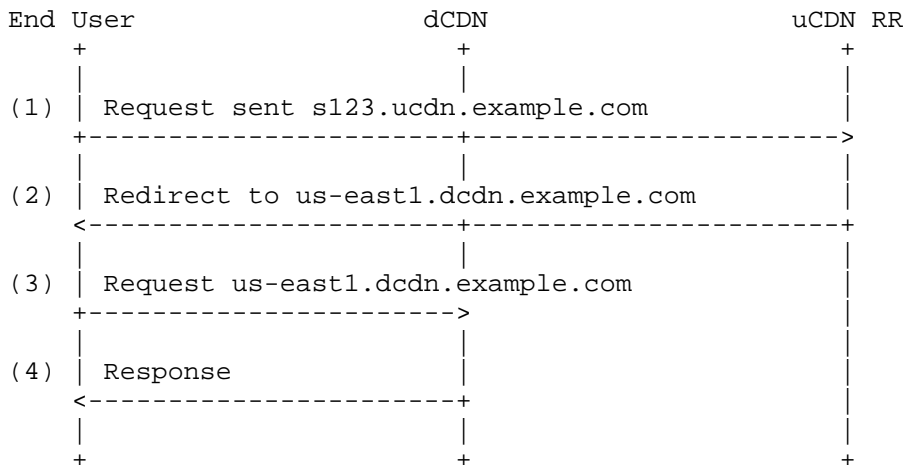 End User dCDN uCDN RR
(1) Request sent s123.ucdn.example.com
(2) Redirect to us-east1.dcdn.example.com
(3) Request us-east1.dcdn.example.com
(4) Response